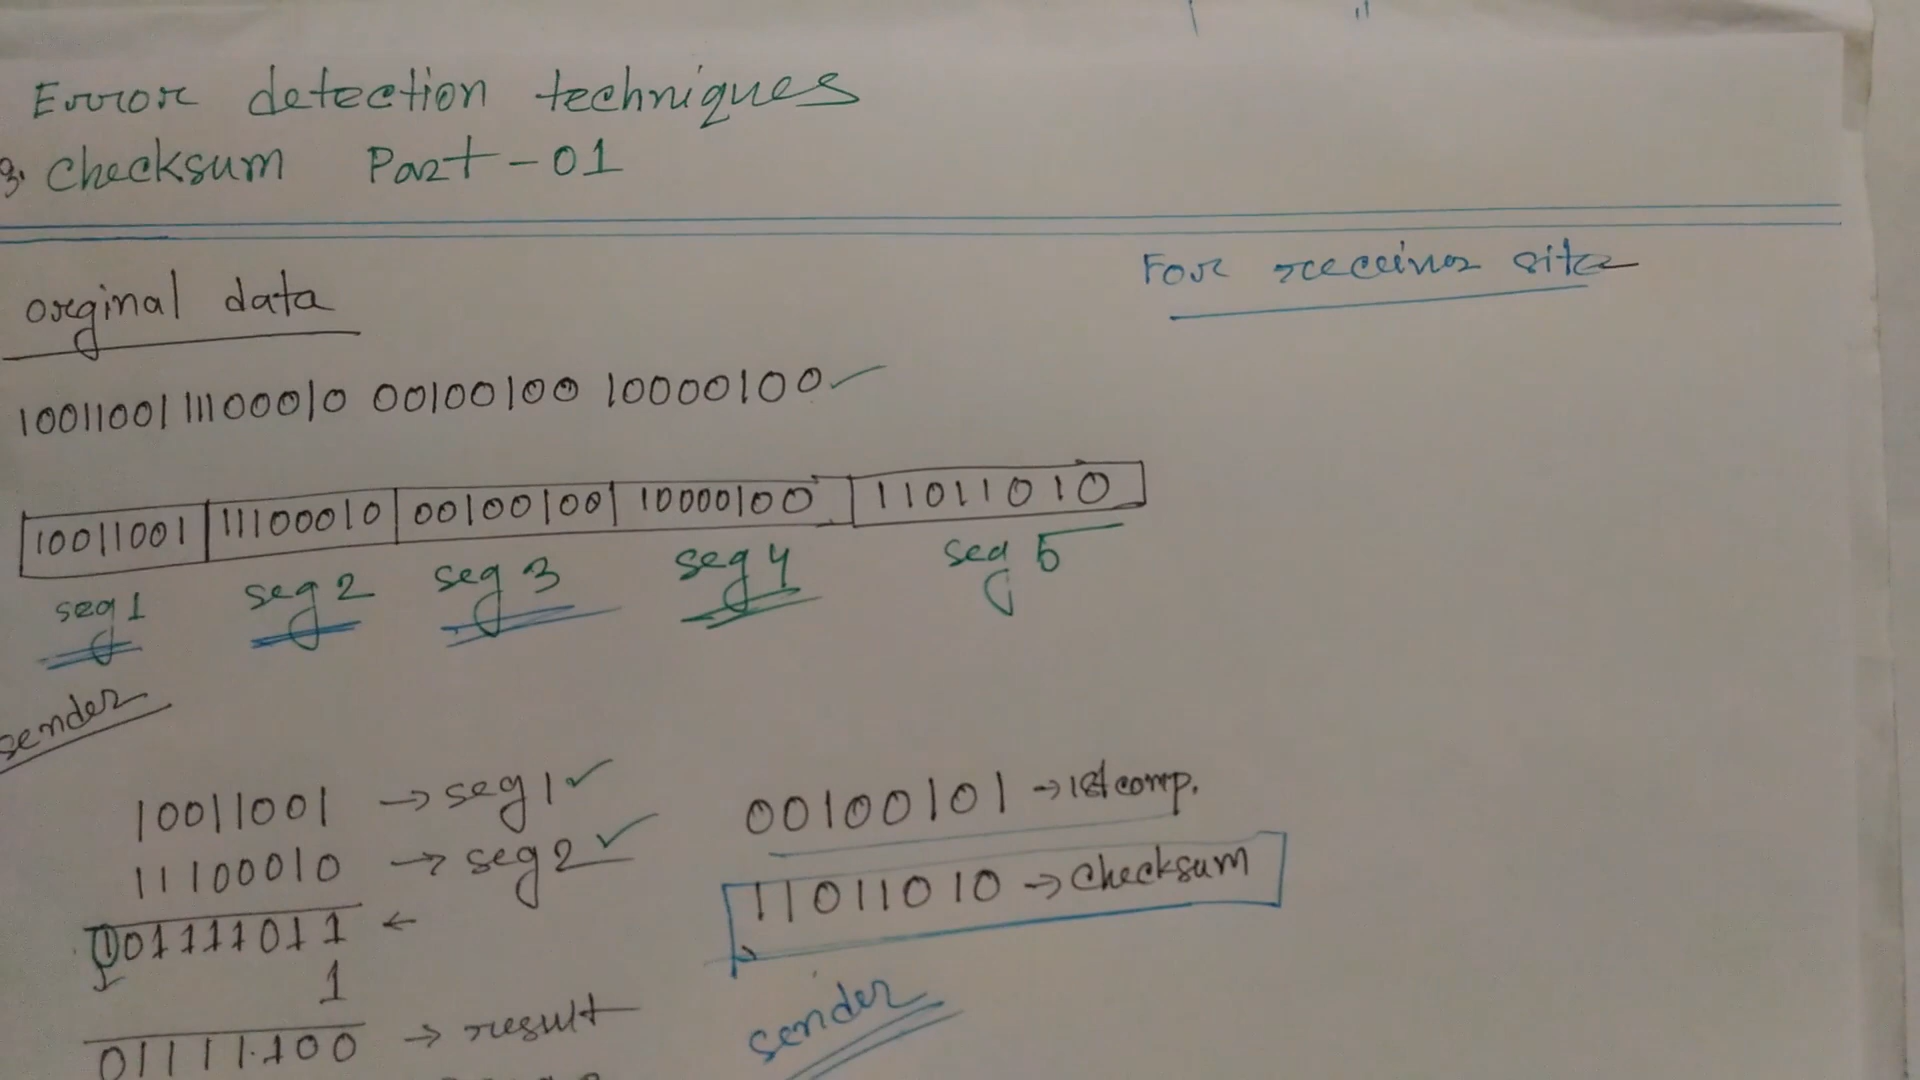 Error detection techniques
3. Checksum Part-01
For receiver site
orginal data
10011001 11100010 00100100 10000100
10011001 11100010 00100100 10000100 11011010
seg 1 seg 2 seg 3 seg 4 seg 5
sender
10011001 → seg 1
11100010 → seg 2
101111011 ←
1
01111100 → result
00100101 → 1st comp.
11011010 → Checksum
sender